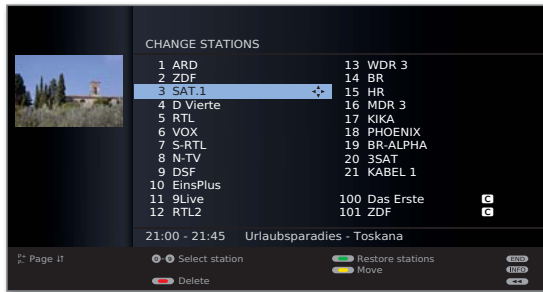 CHANGE STATIONS
1 ARD
2 ZDF
3 SAT.1
4 D Vierte
5 RTL
6 VOX
7 S-RTL
8 N-TV
9 DSF
10 EinsPlus
11 9Live
12 RTL2
13 WDR 3
14 BR
15 HR
16 MDR 3
17 KIKA
18 PHOENIX
19 BR-ALPHA
20 3SAT
21 KABEL 1
100 Das Erste C
101 ZDF C
21:00 - 21:45 Urlaubsparadies - Toskana
P+ P- Page
0-9 Select station
Delete
Restore stations
Move
END
INFO